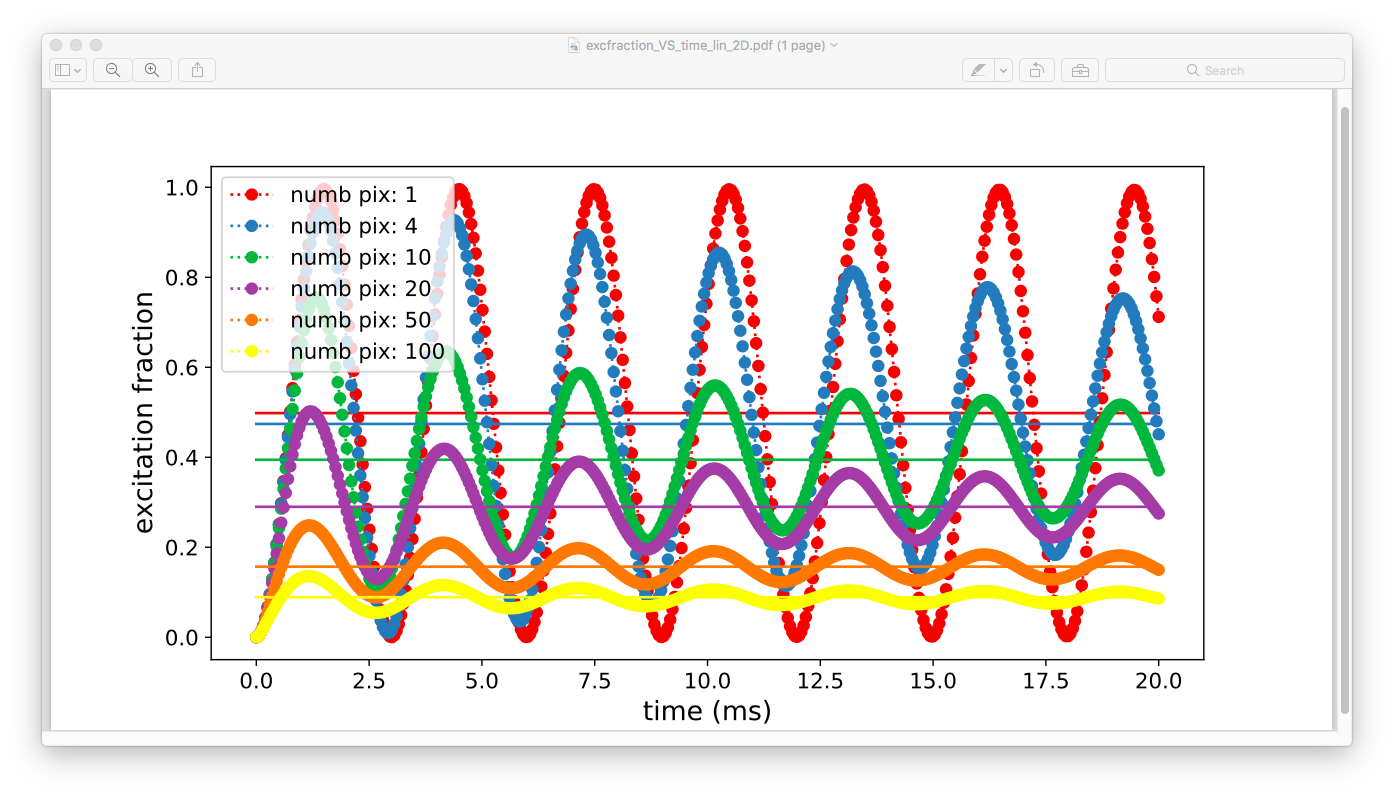 excfraction_VS_time_lin_2D.pdf (1 page)
Search
numb pix: 1
numb pix: 4
numb pix: 10
numb pix: 20
numb pix: 50
numb pix: 100
1.0
0.8
0.6
0.4
0.2
0.0
excitation fraction
0.0 2.5 5.0 7.5 10.0 12.5 15.0 17.5 20.0
time (ms)